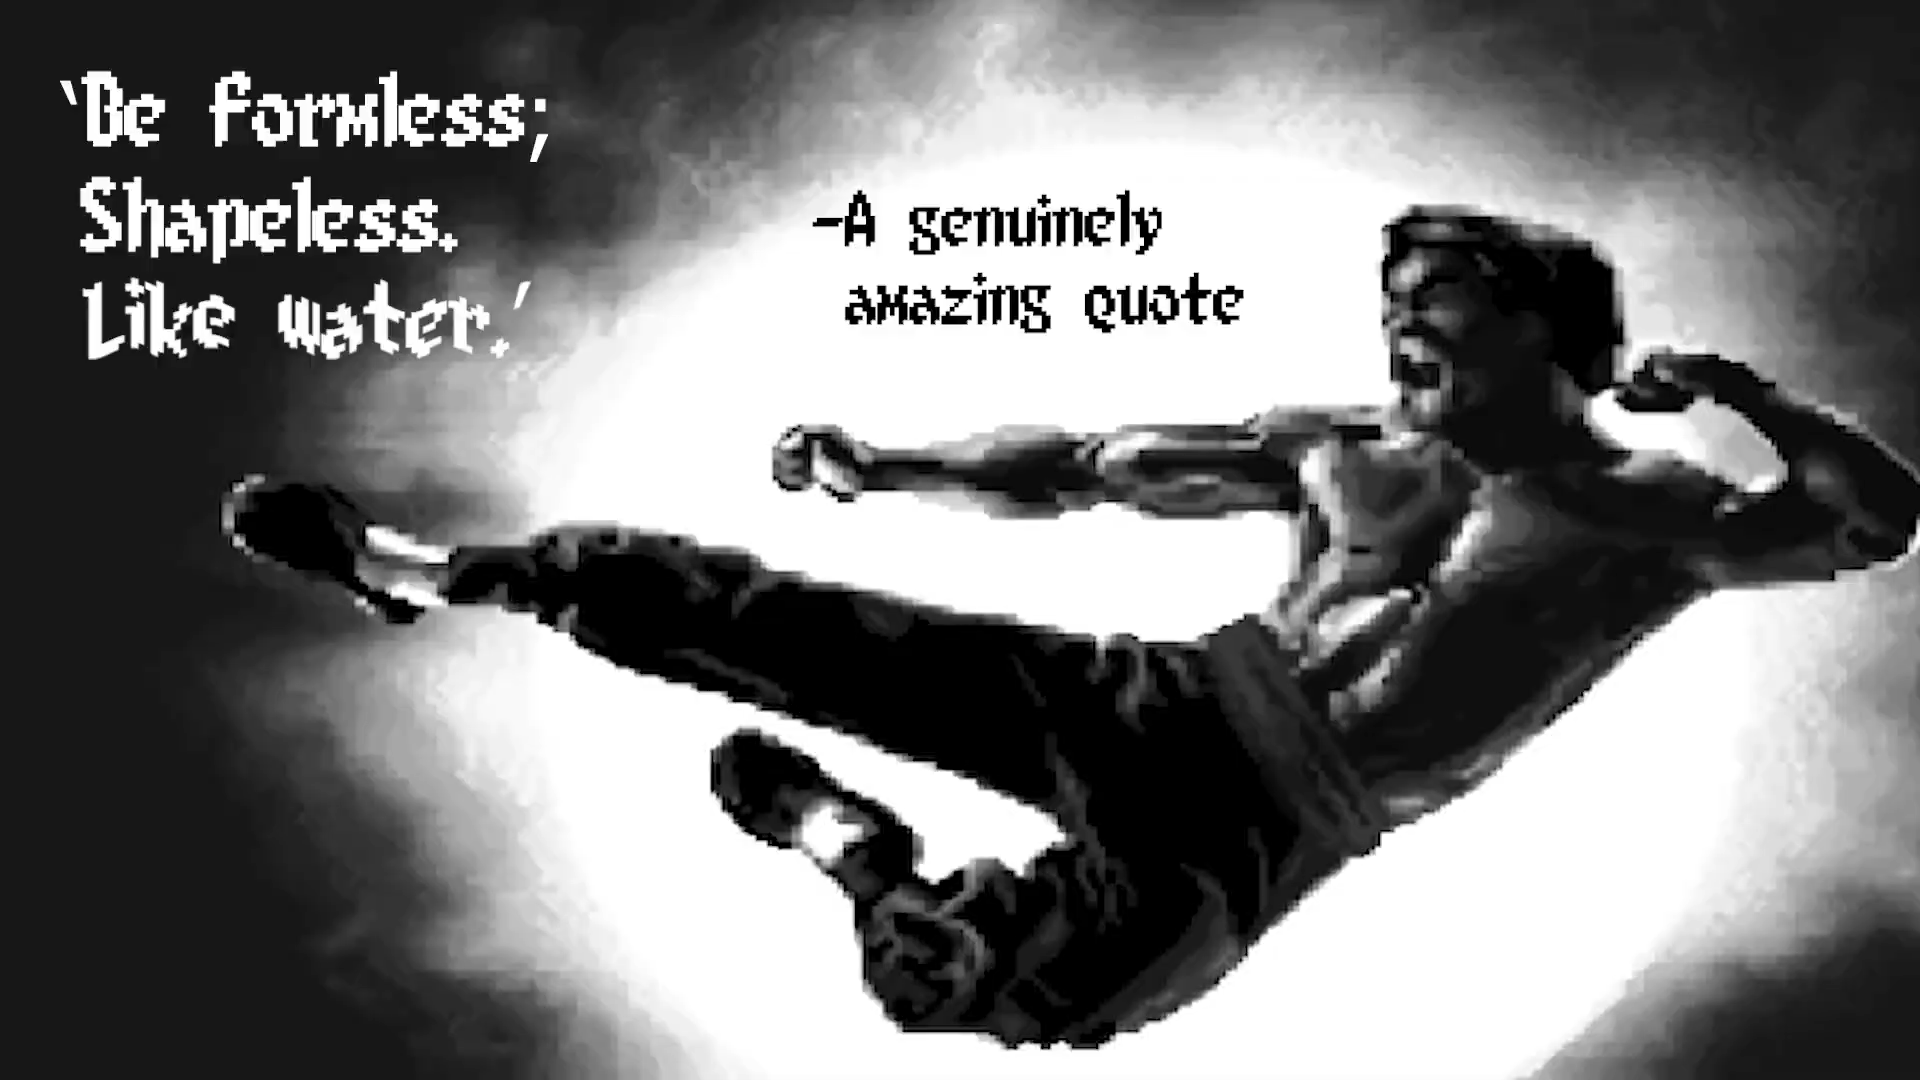 ‘Be formless;
Shapeless.
Like water.’
-A genuinely
amazing quote